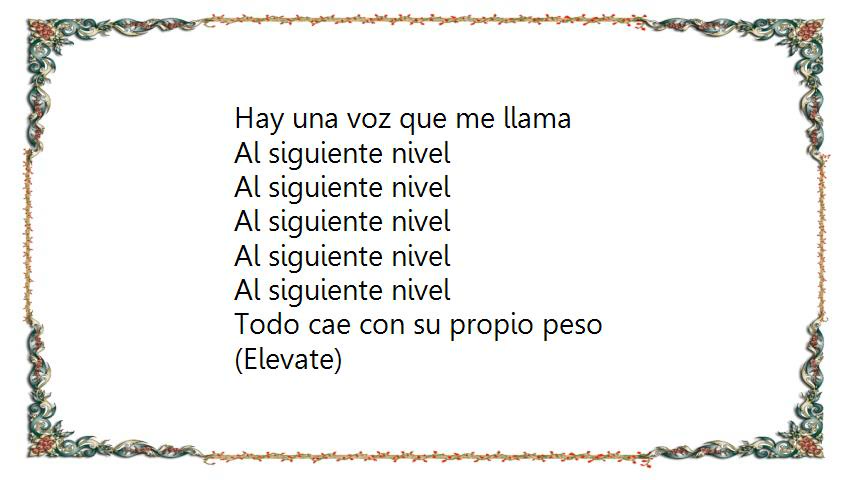 Hay una voz que me llama
Al siguiente nivel
Al siguiente nivel
Al siguiente nivel
Al siguiente nivel
Al siguiente nivel
Todo cae con su propio peso
(Elevate)